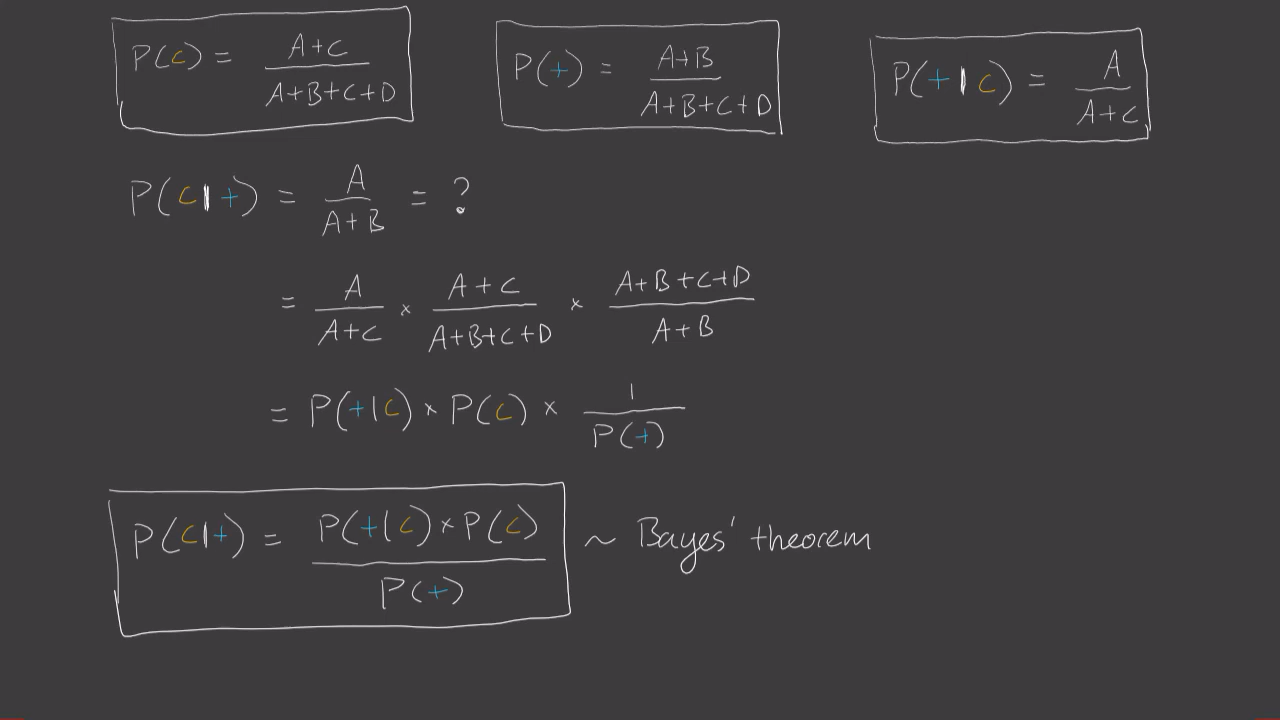 P(C) = A+C / A+B+C+D
P(+) = A+B / A+B+C+D
P(+|C) = A / A+C
P(C|+) = A / A+B = ?
= A / A+C × A+C / A+B+C+D × A+B+C+D / A+B
= P(+|C) × P(C) × 1 / P(+)
P(C|+) = P(+|C) × P(C) / P(+) ~ Bayes' theorem